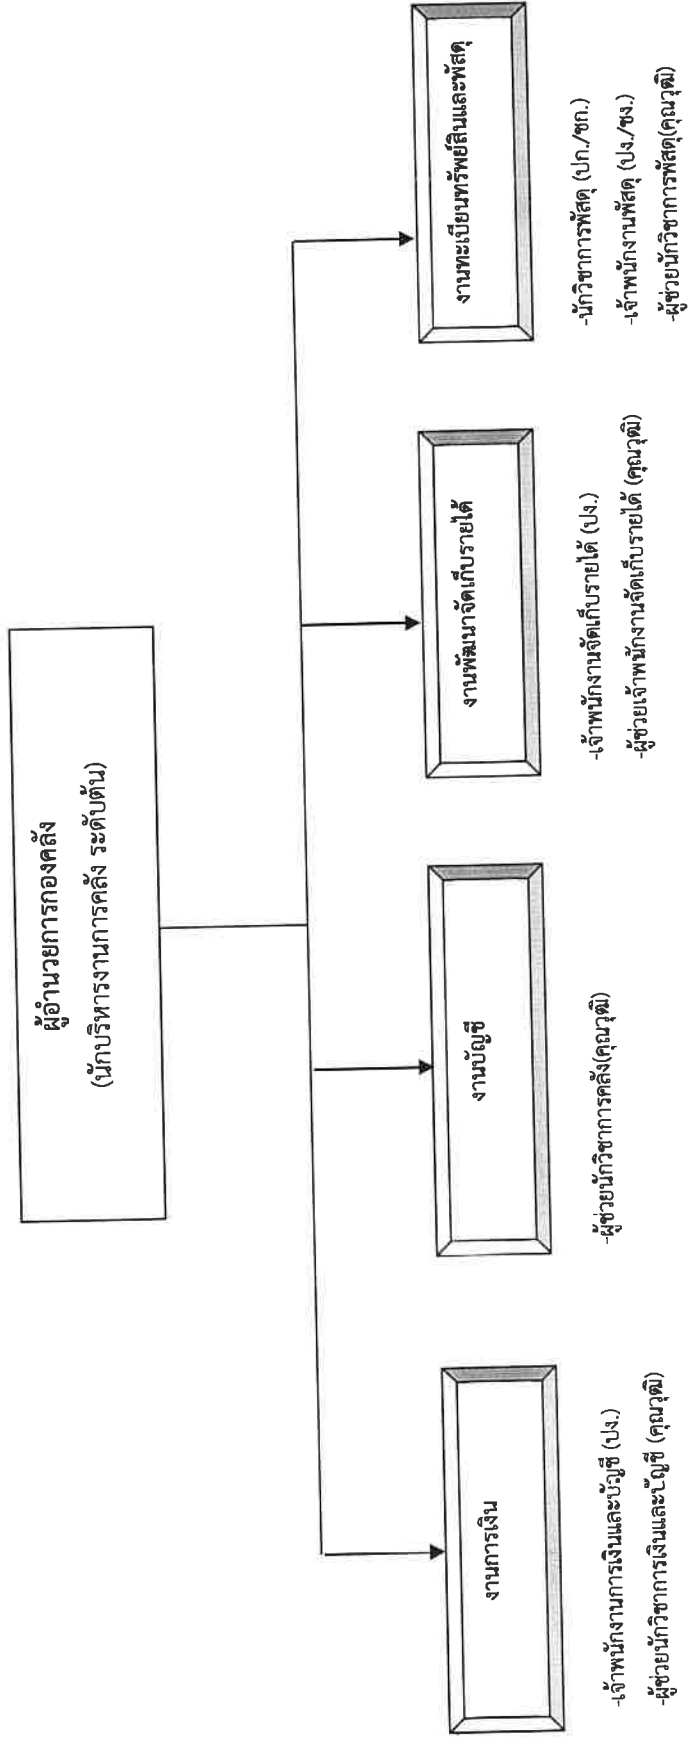 ผู้อำนวยการกองคลัง
(นักบริหารงานการคลัง ระดับต้น)
งานการเงิน
-เจ้าพนักงานการเงินและบัญชี (ปง.)
-ผู้ช่วยนักวิชาการเงินและบัญชี (คุณวุฒิ)
งานบัญชี
-ผู้ช่วยนักวิชาการคลัง(คุณวุฒิ)
งานพัฒนาจัดเก็บรายได้
-เจ้าพนักงานจัดเก็บรายได้ (ปง.)
-ผู้ช่วยเจ้าพนักงานจัดเก็บรายได้ (คุณวุฒิ)
งานทะเบียนทรัพย์สินและพัสดุ
-นักวิชาการพัสดุ (ปก./ชก.)
-เจ้าพนักงานพัสดุ (ปง./ชง.)
-ผู้ช่วยนักวิชาการพัสดุ(คุณวุฒิ)